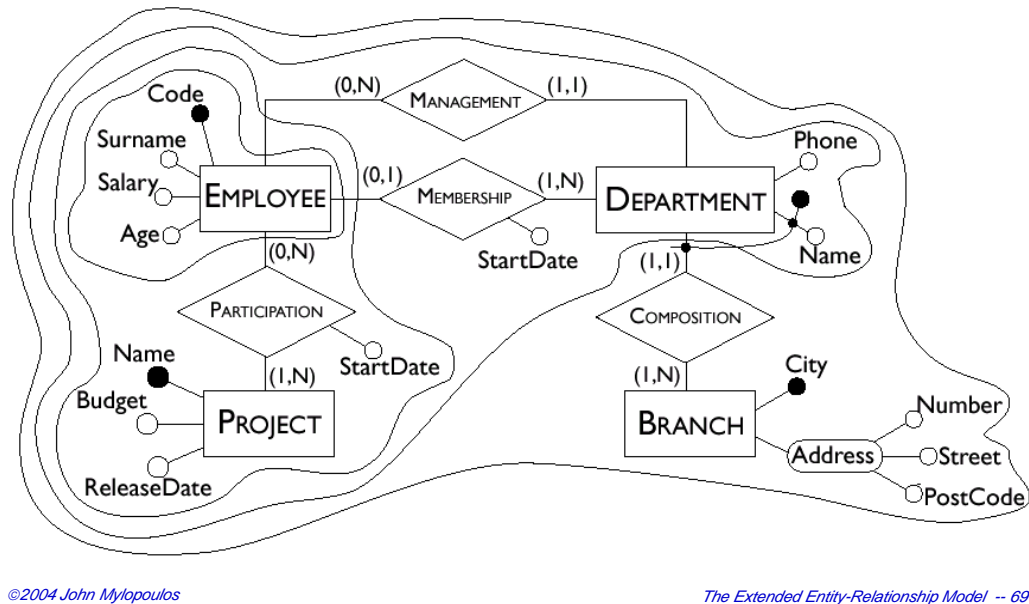 (0,N)
MANAGEMENT
(1,1)
Code
Surname
Salary
Age
EMPLOYEE
(0,1)
MEMBERSHIP
(1,N)
StartDate
DEPARTMENT
Phone
Name
(0,N)
(1,1)
PARTICIPATION
StartDate
COMPOSITION
(1,N)
(1,N)
Name
Budget
ReleaseDate
PROJECT
BRANCH
City
Address
Number
Street
PostCode
©2004 John Mylopoulos
The Extended Entity-Relationship Model -- 69